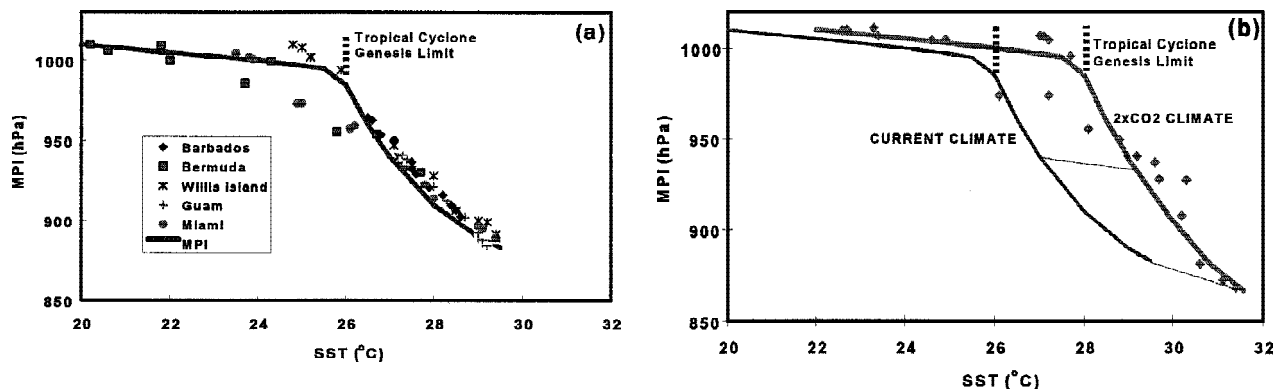 (a)
Tropical Cyclone
Genesis Limit
MPI (hPa)
1000
950
900
850
Barbados
Bermuda
Willis Island
Guam
Miami
MPI
20 22 24 26 28 30 32
SST (°C)
(b)
Tropical Cyclone
Genesis Limit
2xCO2 CLIMATE
CURRENT CLIMATE
MPI (hPa)
1000
950
900
850
20 22 24 26 28 30 32
SST (°C)